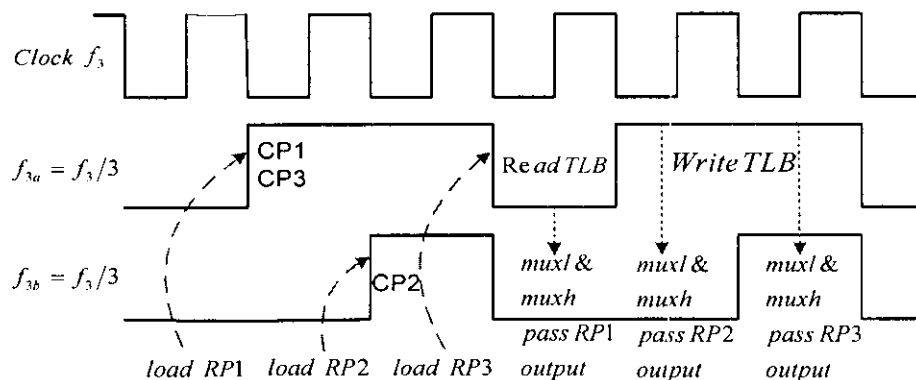 Clock f₃
f₃ₐ = f₃/3
CP1
CP3
Read TLB
Write TLB
f₃b = f₃/3
CP2
muxl &
muxh
pass RP1
output
muxl &
muxh
pass RP2
output
muxl &
muxh
pass RP3
output
load RP1
load RP2
load RP3